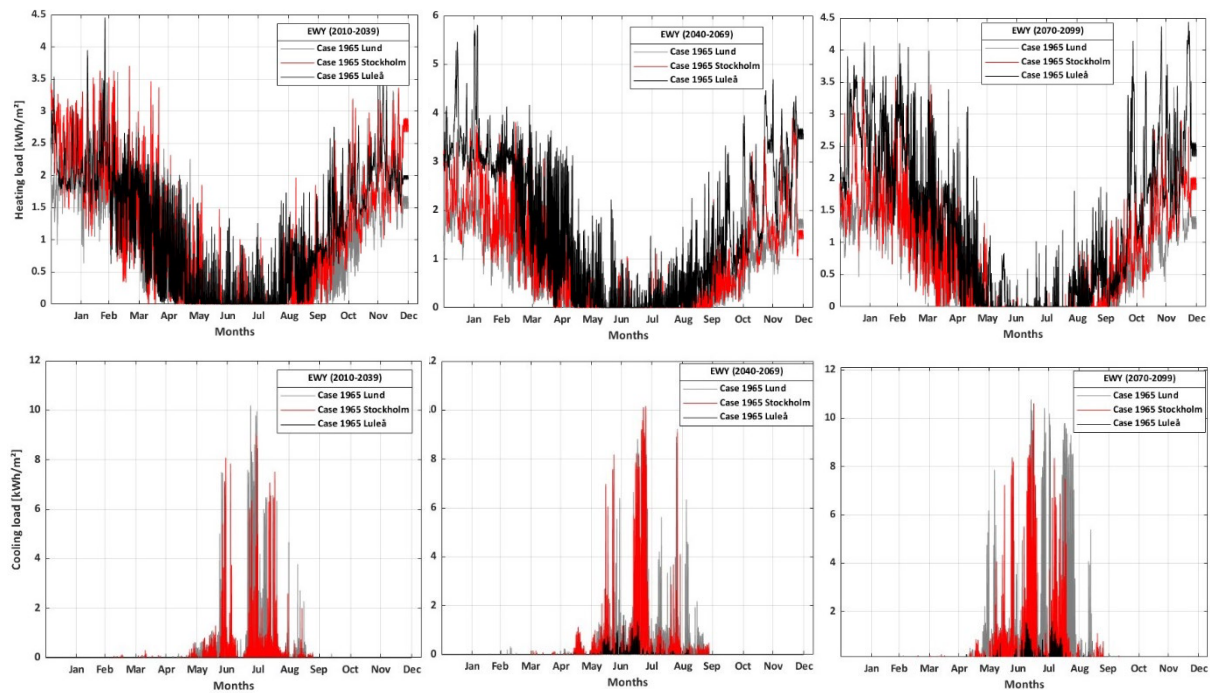 EWY (2010-2039)
Case 1965 Lund
Case 1965 Stockholm
Case 1965 Luleå
4.5
4
3.5
3
2.5
2
1.5
1
0.5
0
Heating load [kWh/m²]
Jan Feb Mar Apr May Jun Jul Aug Sep Oct Nov Dec
Months
EWY (2040-2069)
Case 1965 Lund
Case 1965 Stockholm
Case 1965 Luleå
6
5
4
3
2
1
0
Jan Feb Mar Apr May Jun Jul Aug Sep Oct Nov Dec
Months
EWY (2070-2099)
Case 1965 Lund
Case 1965 Stockholm
Case 1965 Luleå
4.5
4
3.5
3
2.5
2
1.5
1
0.5
0
Jan Feb Mar Apr May Jun Jul Aug Sep Oct Nov Dec
Months
EWY (2010-2039)
Case 1965 Lund
Case 1965 Stockholm
Case 1965 Luleå
12
10
8
6
4
2
0
Cooling load [kWh/m²]
Jan Feb Mar Apr May Jun Jul Aug Sep Oct Nov Dec
Months
EWY (2040-2069)
Case 1965 Lund
Case 1965 Stockholm
Case 1965 Luleå
.2
.0
8
6
4
2
0
Jan Feb Mar Apr May Jun Jul Aug Sep Oct Nov Dec
Months
EWY (2070-2099)
Case 1965 Lund
Case 1965 Stockholm
Case 1965 Luleå
12
10
8
6
4
2
Jan Feb Mar Apr May Jun Jul Aug Sep Oct Nov Dec
Months